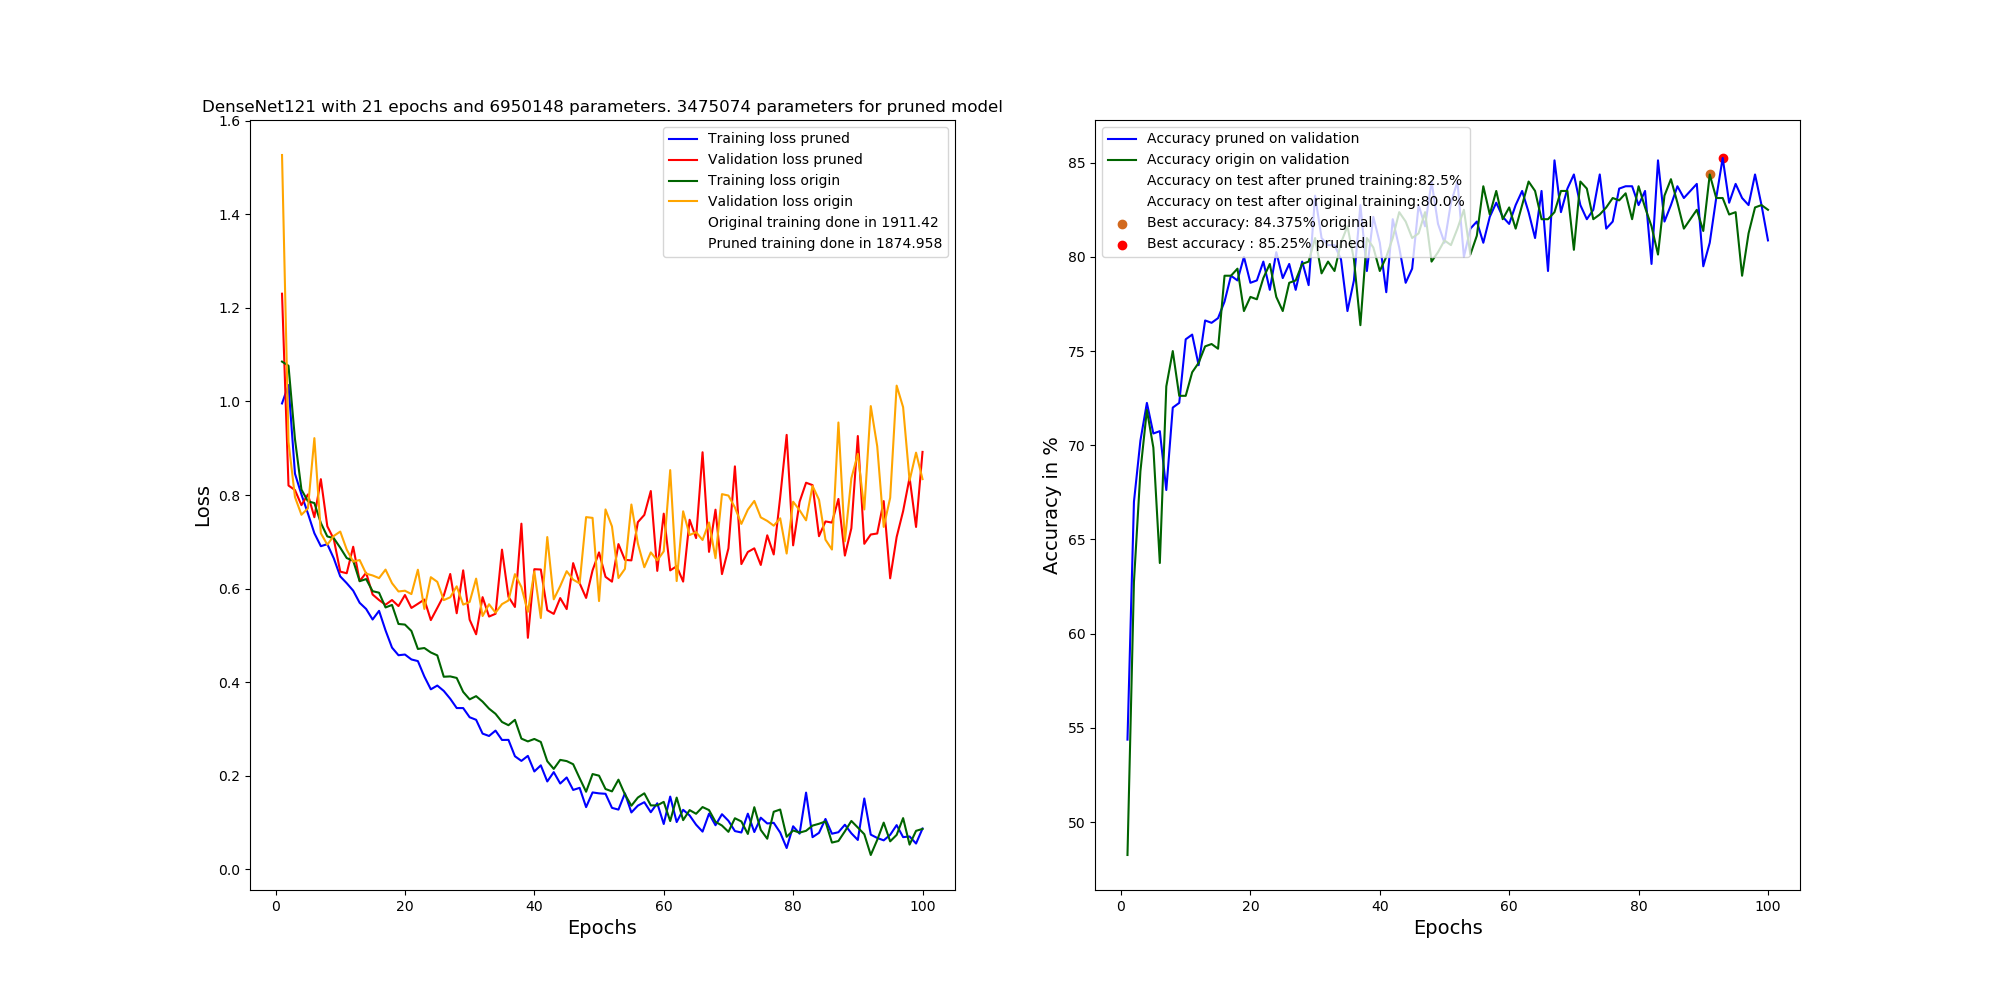 DenseNet121 with 21 epochs and 6950148 parameters. 3475074 parameters for pruned model
Loss
1.6
1.4
1.2
1.0
0.8
0.6
0.4
0.2
0.0
Training loss pruned
Validation loss pruned
Training loss origin
Validation loss origin
Original training done in 1911.42
Pruned training done in 1874.958
0 20 40 60 80 100
Epochs
Accuracy in %
85
80
75
70
65
60
55
50
Accuracy pruned on validation
Accuracy origin on validation
Accuracy on test after pruned training:82.5%
Accuracy on test after original training:80.0%
Best accuracy: 84.375% original
Best accuracy : 85.25% pruned
0 20 40 60 80 100
Epochs